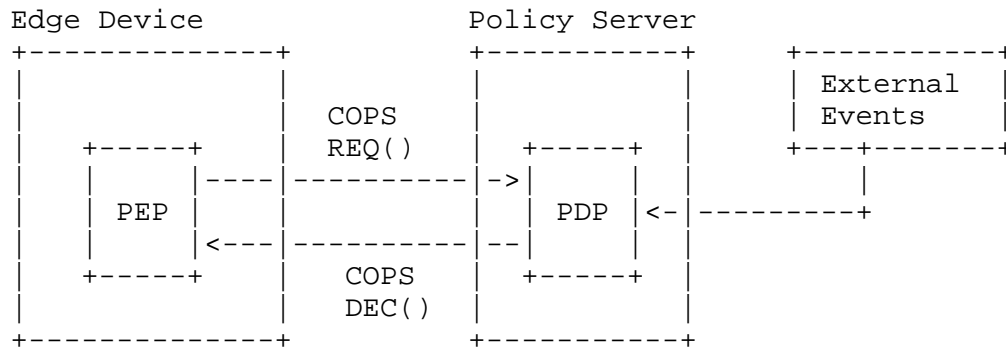 Edge Device Policy Server
External
COPS Events
REQ()
PEP PDP
COPS
DEC()